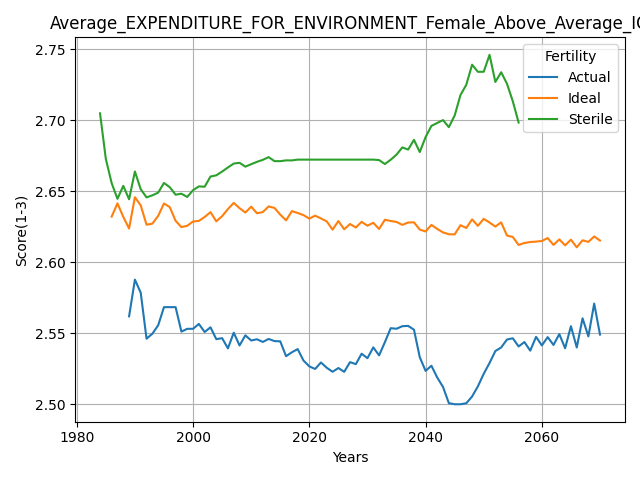 Average_EXPENDITURE_FOR_ENVIRONMENT_Female_Above_Average_IQ
2.75
2.70
2.65
2.60
2.55
2.50
Score(1-3)
Fertility
Actual
Ideal
Sterile
1980
2000
2020
2040
2060
Years